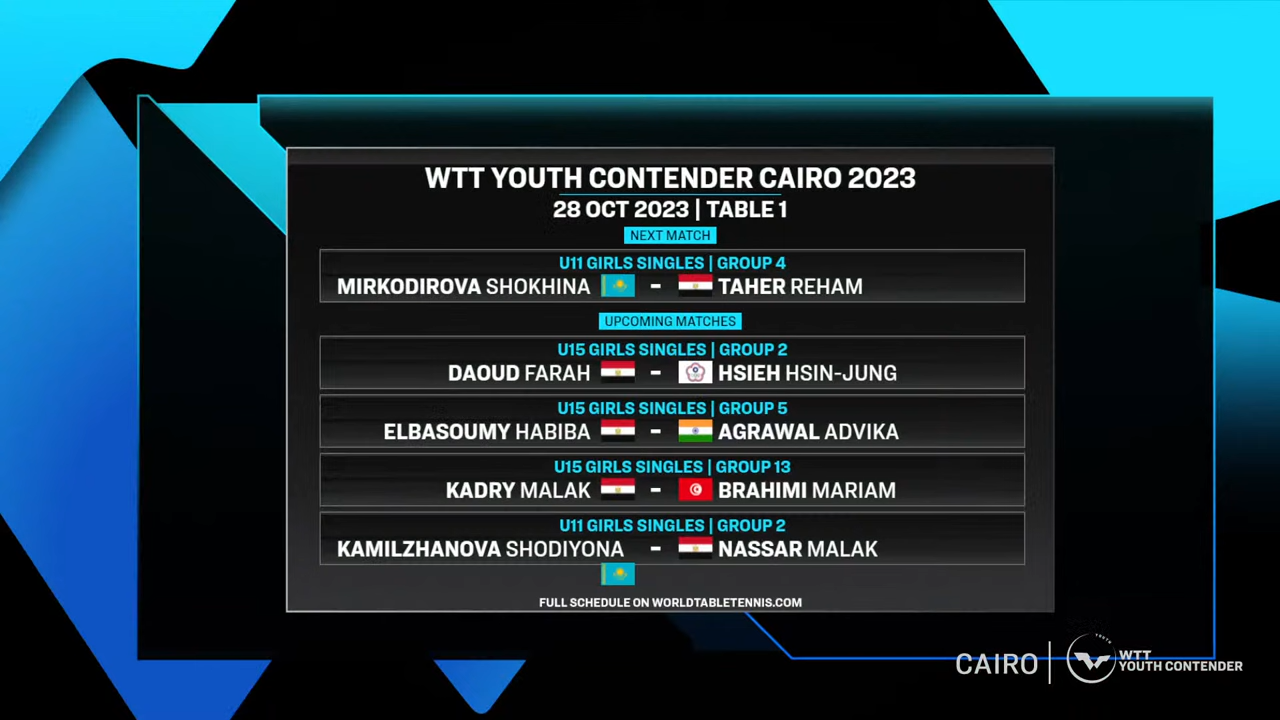 WTT YOUTH CONTENDER CAIRO 2023
28 OCT 2023 | TABLE 1
NEXT MATCH
U11 GIRLS SINGLES | GROUP 4
MIRKODIROVA SHOKHINA - TAHER REHAM
UPCOMING MATCHES
U15 GIRLS SINGLES | GROUP 2
DAOUD FARAH - HSIEH HSIN-JUNG
U15 GIRLS SINGLES | GROUP 5
ELBASOUMY HABIBA - AGRAWAL ADVIKA
U15 GIRLS SINGLES | GROUP 13
KADRY MALAK - BRAHIMI MARIAM
U11 GIRLS SINGLES | GROUP 2
KAMILZHANOVA SHODIYONA - NASSAR MALAK
FULL SCHEDULE ON WORLDTABLETENNIS.COM
CAIRO
YOUTH
WTT
YOUTH CONTENDER